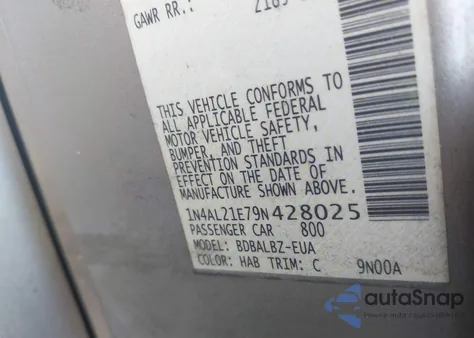 GAWR RR.:
THIS VEHICLE CONFORMS TO
ALL APPLICABLE FEDERAL
MOTOR VEHICLE SAFETY,
BUMPER, AND THEFT
PREVENTION STANDARDS IN
EFFECT ON THE DATE OF
MANUFACTURE SHOWN ABOVE.
1N4AL21E79N428025
PASSENGER CAR 800
MODEL: BDBALBZ-EUA
COLOR: HAB TRIM: C 9N00A
autoSnap